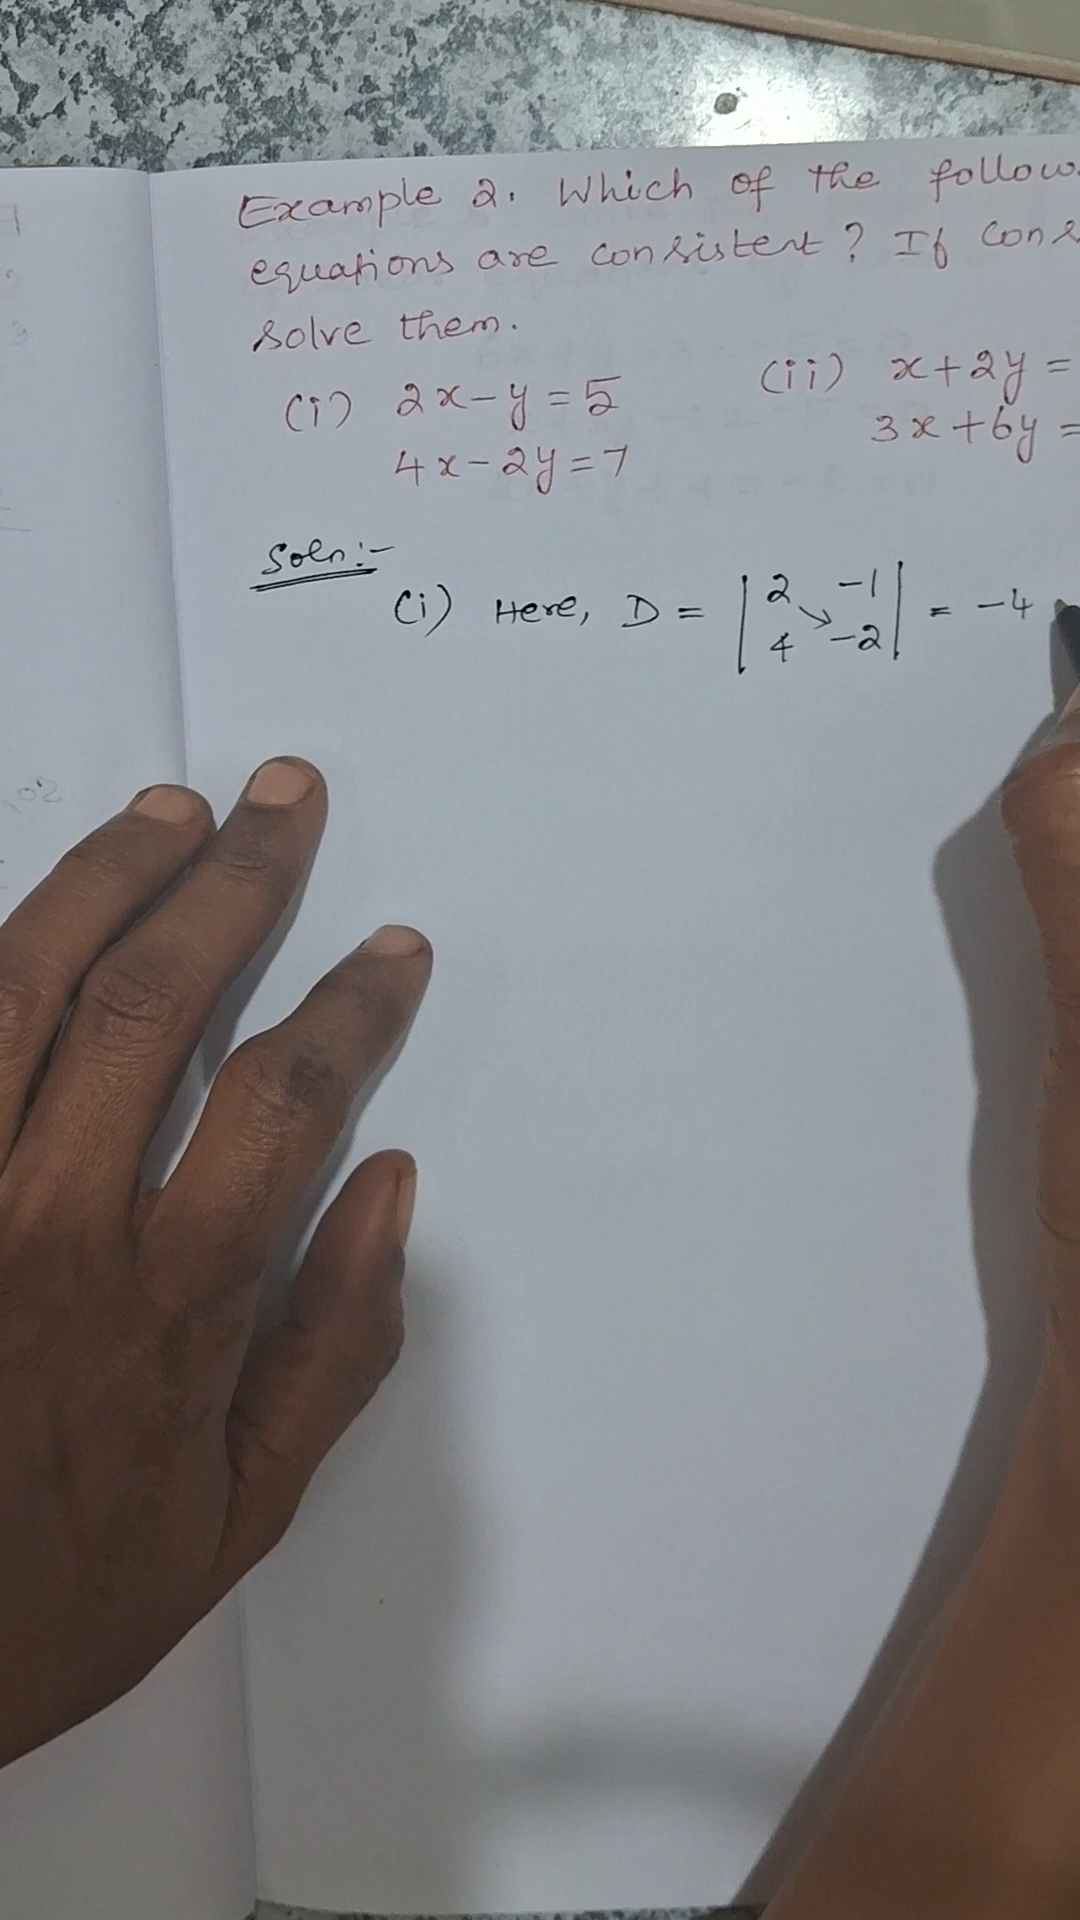 Example 2. Which of the follow
equations are consistent? If cons
solve them.
(i) 2x-y=5 (ii) x+2y=
4x-2y=7 3x+6y=
Soln:-
(i) Here, D = | 2 -1 | = -4
4 -2